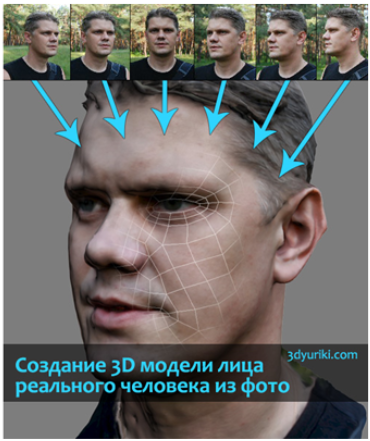 3dyuriki.com
Создание 3D модели лица
реального человека из фото